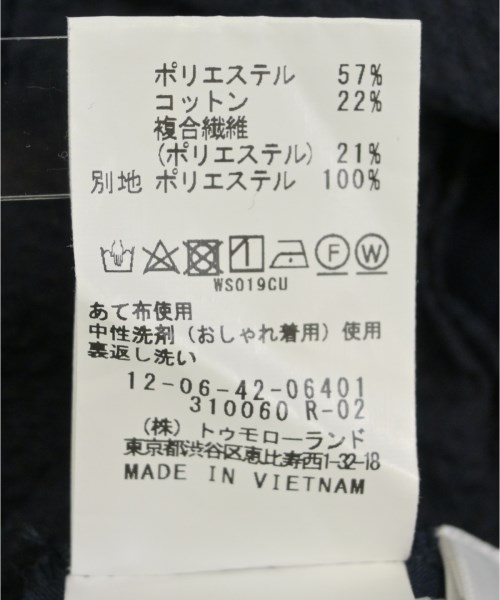 ポリエステル 57%
コットン 22%
複合繊維
(ポリエステル) 21%
別地 ポリエステル 100%
F W
WS019CU
あて布使用
中性洗剤(おしゃれ着用)使用
裏返し洗い
12-06-42-06401
310060 R-02
(株)トゥモローランド
東京都渋谷区恵比寿西1-32-18
MADE IN VIETNAM